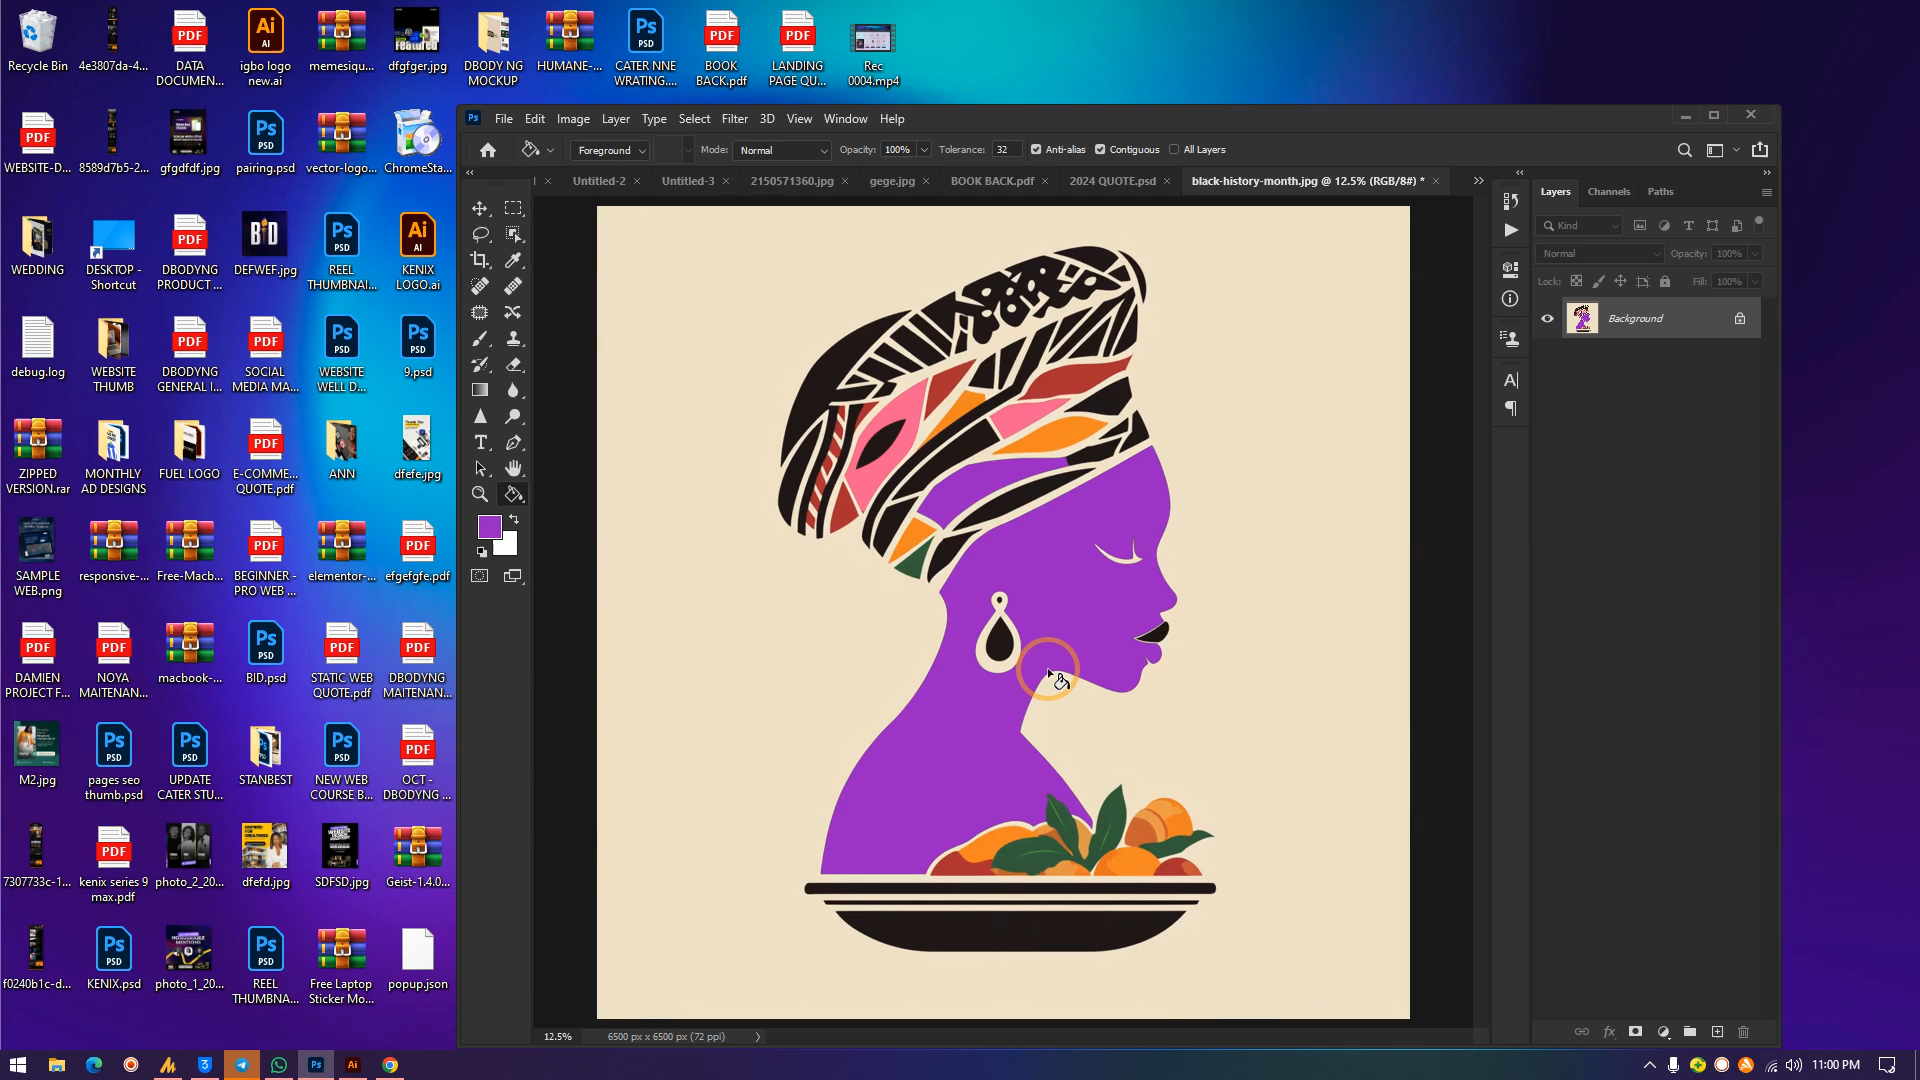 Recycle Bin
4e3807da-4...
DATA
DOCUMEN...
igbo logo
new.ai
memesiqu...
dfgfger.jpg
DBODY NG
MOCKUP
HUMANE-...
CATER NNE
WRATING....
BOOK
BACK.pdf
LANDING
PAGE QU...
Rec
0004.mp4
WEBSITE-D...
8589d7b5-2...
gfgdfdf.jpg
pairing.psd
vector-logo...
ChromeSta...
WEDDING
DESKTOP -
Shortcut
DBODYNG
PRODUCT ...
DEFWEF.jpg
REEL
THUMBNAI...
KENIX
LOGO.ai
debug.log
WEBSITE
THUMB
DBODYNG
GENERAL I...
SOCIAL
MEDIA MA...
WEBSITE
WELL D...
9.psd
ZIPPED
VERSION.rar
MONTHLY
AD DESIGNS
FUEL LOGO
E-COMME...
QUOTE.pdf
ANN
dfefe.jpg
SAMPLE
WEB.png
responsive-...
Free-Macb...
BEGINNER -
PRO WEB ...
elementor-...
efgefgfe.pdf
DAMIEN
PROJECT F...
NOYA
MAITENAN...
macbook-...
BID.psd
STATIC WEB
QUOTE.pdf
DBODYNG
MAITENAN...
M2.jpg
pages seo
thumb.psd
UPDATE
CATER STU...
STANBEST
NEW WEB
COURSE B...
OCT -
DBODYNG ...
7307733c-1...
kenix series 9
max.pdf
photo_2_20...
dfefd.jpg
SDFSD.jpg
Geist-1.4.0...
f0240b1c-d...
KENIX.psd
photo_1_20...
REEL
THUMBNA...
Free Laptop
Sticker Mo...
popup.json
File Edit Image Layer Type Select Filter 3D View Window Help
Foreground Mode: Normal Opacity: 100% Tolerance: 32 Anti-alias Contiguous All Layers
Untitled-2 Untitled-3 2150571360.jpg gege.jpg BOOK BACK.pdf 2024 QUOTE.psd black-history-month.jpg @ 12.5% (RGB/8#) *
Layers Channels Paths
Kind
Normal Opacity: 100%
Lock: Fill: 100%
Background
12.5% 6500 px x 6500 px (72 ppi)
11:00 PM